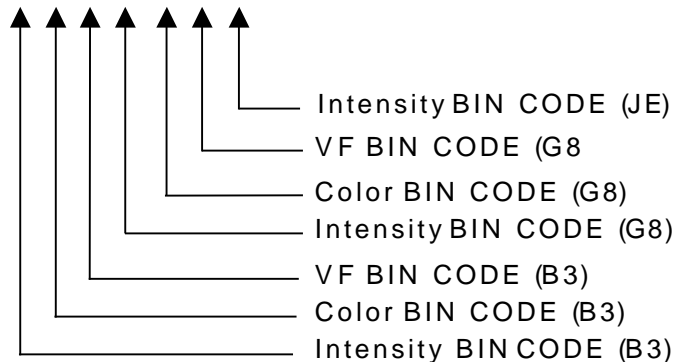 Intensity BIN CODE (JE)
VF BIN CODE (G8
Color BIN CODE (G8)
Intensity BIN CODE (G8)
VF BIN CODE (B3)
Color BIN CODE (B3)
Intensity BIN CODE (B3)